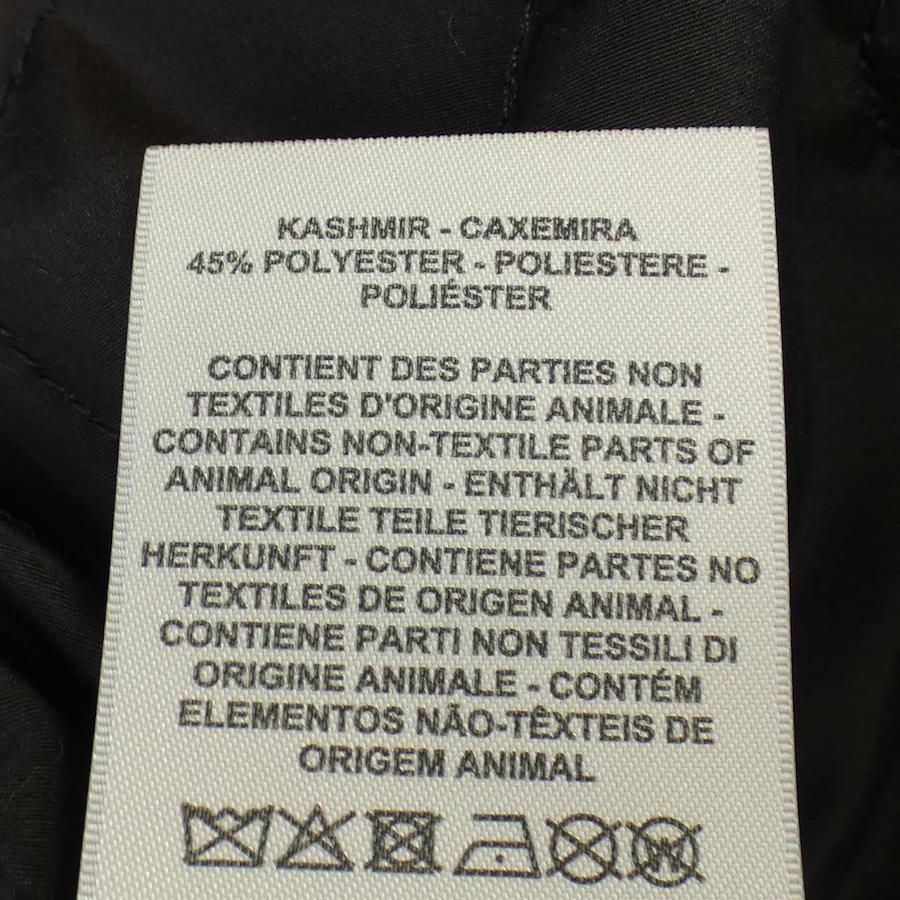 KASHMIR - CAXEMIRA
45% POLYESTER - POLIESTERE -
POLIÉSTER
CONTIENT DES PARTIES NON
TEXTILES D'ORIGINE ANIMALE -
CONTAINS NON-TEXTILE PARTS OF
ANIMAL ORIGIN - ENTHÄLT NICHT
TEXTILE TEILE TIERISCHER
HERKUNFT - CONTIENE PARTES NO
TEXTILES DE ORIGEN ANIMAL -
CONTIENE PARTI NON TESSILI DI
ORIGINE ANIMALE - CONTÉM
ELEMENTOS NÃO-TÊXTEIS DE
ORIGEM ANIMAL
W